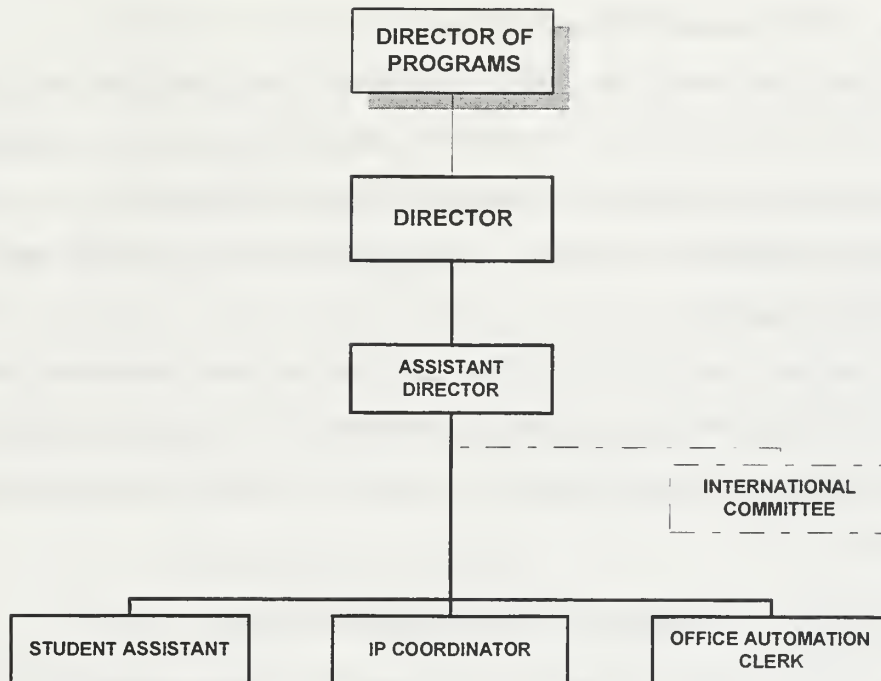 DIRECTOR OF
PROGRAMS
DIRECTOR
ASSISTANT
DIRECTOR
INTERNATIONAL
COMMITTEE
STUDENT ASSISTANT
IP COORDINATOR
OFFICE AUTOMATION
CLERK